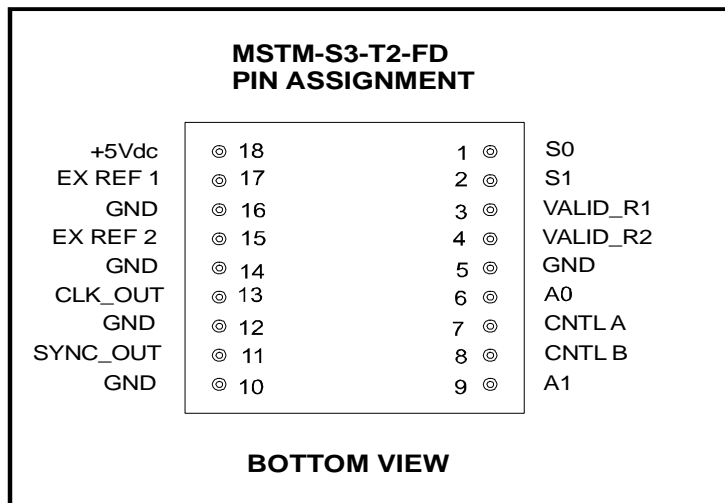 MSTM-S3-T2-FD
PIN ASSIGNMENT
+5Vdc 18 1 S0
EX REF 1 17 2 S1
GND 16 3 VALID_R1
EX REF 2 15 4 VALID_R2
GND 14 5 GND
CLK_OUT 13 6 A0
GND 12 7 CNTL A
SYNC_OUT 11 8 CNTL B
GND 10 9 A1
BOTTOM VIEW